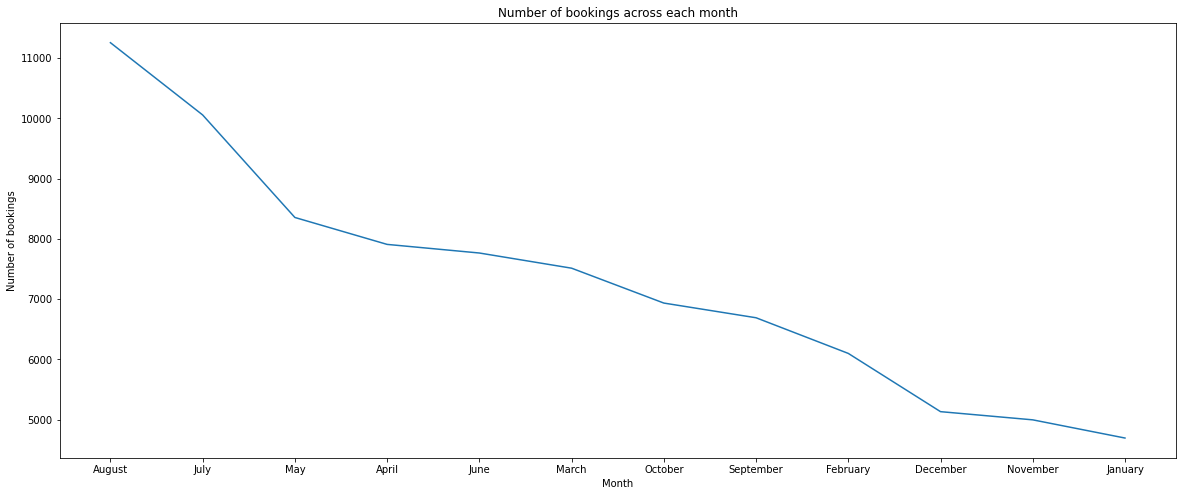 Number of bookings across each month
Number of bookings
11000
10000
9000
8000
7000
6000
5000
August July May April June March October September February December November January
Month